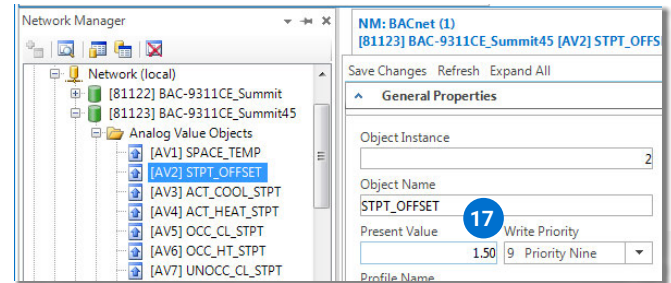 Network Manager
[81122] BAC-9311CE_Summit
[81123] BAC-9311CE_Summit45
Network (local)
Analog Value Objects
[AV1] SPACE_TEMP
[AV2] STPT_OFFSET
[AV3] ACT_COOL_STPT
[AV4] ACT_HEAT_STPT
[AV5] OCC_CL_STPT
[AV6] OCC_HT_STPT
[AV7] UNOCC_CL_STPT
NM: BACnet (1)
[81123] BAC-9311CE_Summit45 [AV2] STPT_OFFS
Save Changes Refresh Expand All
General Properties
Object Instance
2
Object Name
STPT_OFFSET
17
Present Value Write Priority
1.50 9 Priority Nine
Profile Name